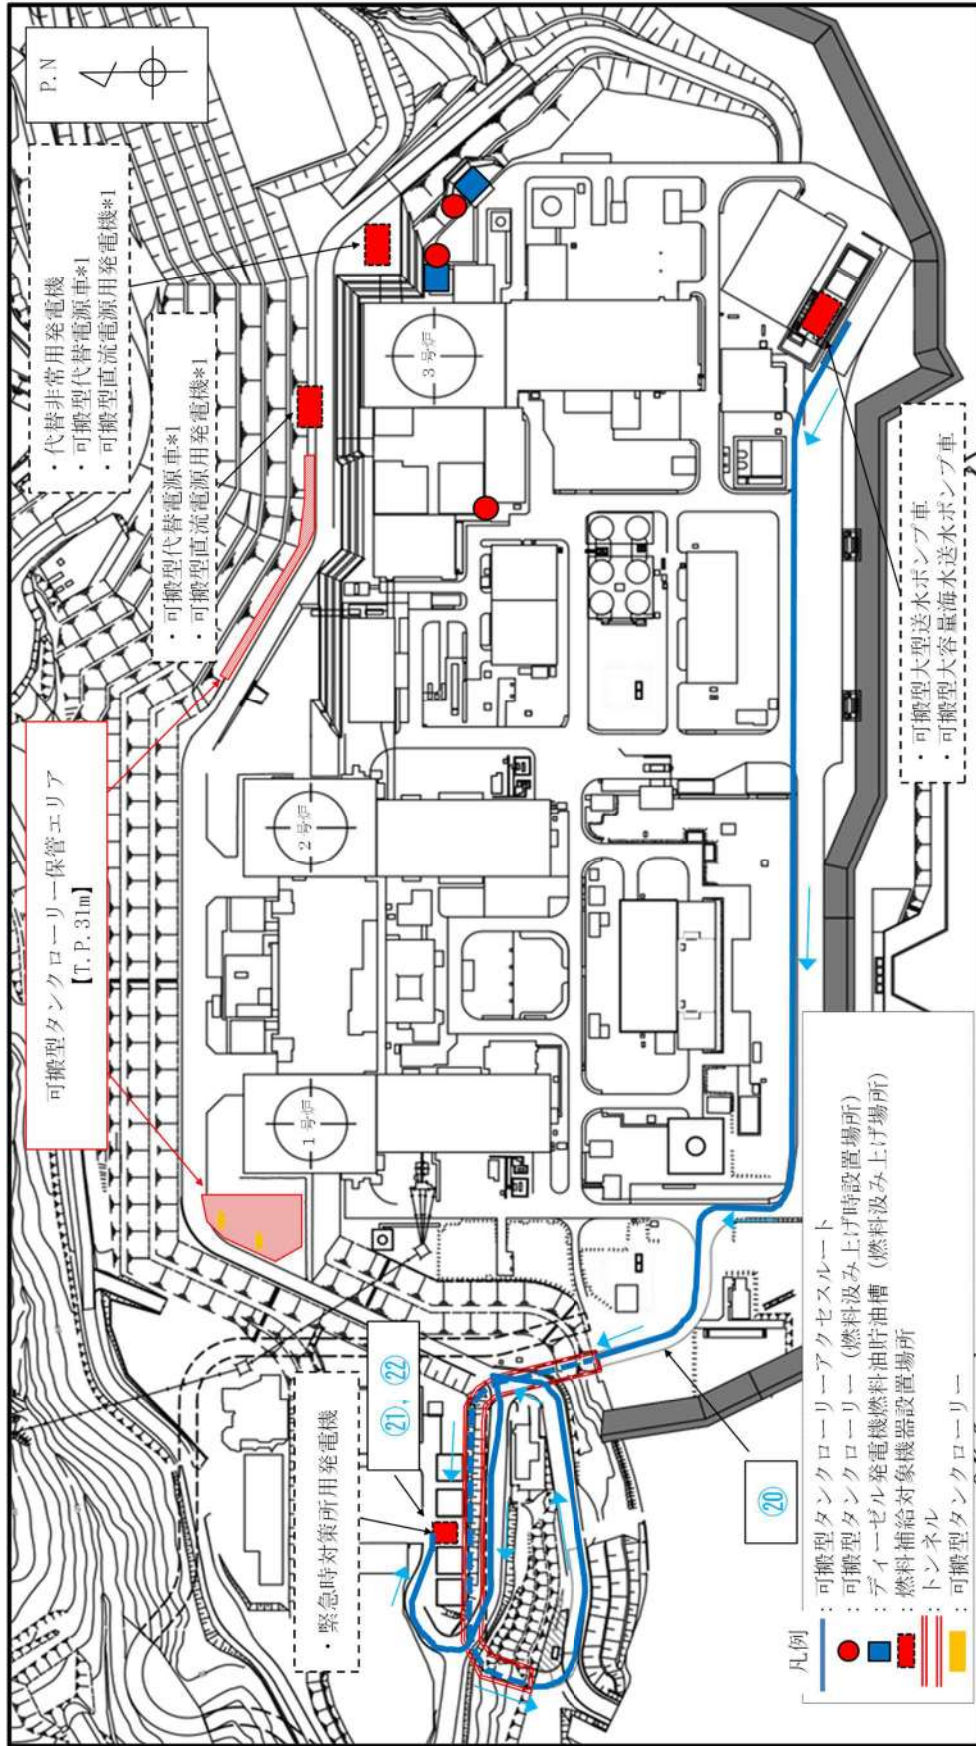 P.N
・代替非常用発電機
・可搬型代替電源車*1
・可搬型直流電源用発電機*1
・可搬型代替電源車*1
・可搬型直流電源用発電機*1
可搬型タンクローリー保管エリア
【T.P.31m】
・緊急時対策所用発電機
㉑, ㉒
⑳
1号炉
2号炉
3号炉
・可搬型大型送水ポンプ車
・可搬型大容量海水送水ポンプ車
凡例
：可搬型タンクローリーアクセスルート
：可搬型タンクローリー（燃料汲み上げ時設置場所）
：ディーゼル発電機燃料油貯油槽（燃料汲み上げ場所）
：燃料補給対象機器設置場所
：トンネル
：可搬型タンクローリー